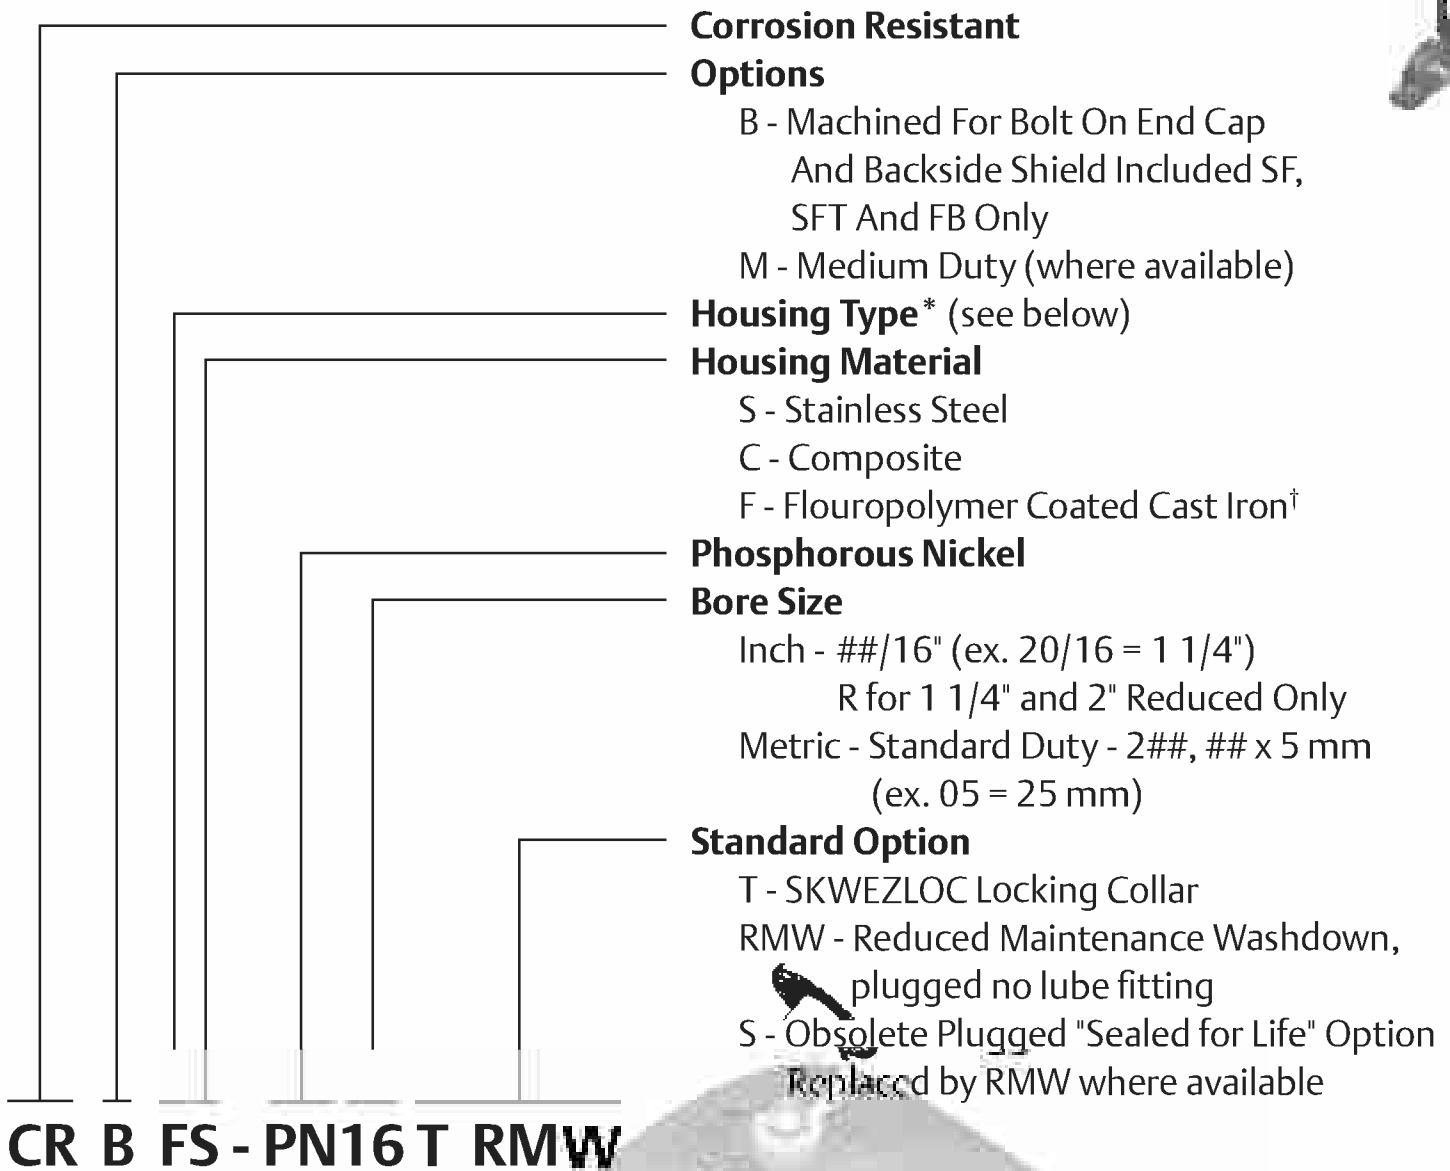 Corrosion Resistant
Options
B - Machined For Bolt On End Cap
And Backside Shield Included SF,
SFT And FB Only
M - Medium Duty (where available)
Housing Type* (see below)
Housing Material
S - Stainless Steel
C - Composite
F - Flouropolymer Coated Cast Iron†
Phosphorous Nickel
Bore Size
Inch - ##/16" (ex. 20/16 = 1 1/4")
R for 1 1/4" and 2" Reduced Only
Metric - Standard Duty - 2##, ## x 5 mm
(ex. 05 = 25 mm)
Standard Option
T - SKWEZLOC Locking Collar
RMW - Reduced Maintenance Washdown,
plugged no lube fitting
S - Obsolete Plugged "Sealed for Life" Option
Replaced by RMW where available
CR B FS - PN16 T RMW